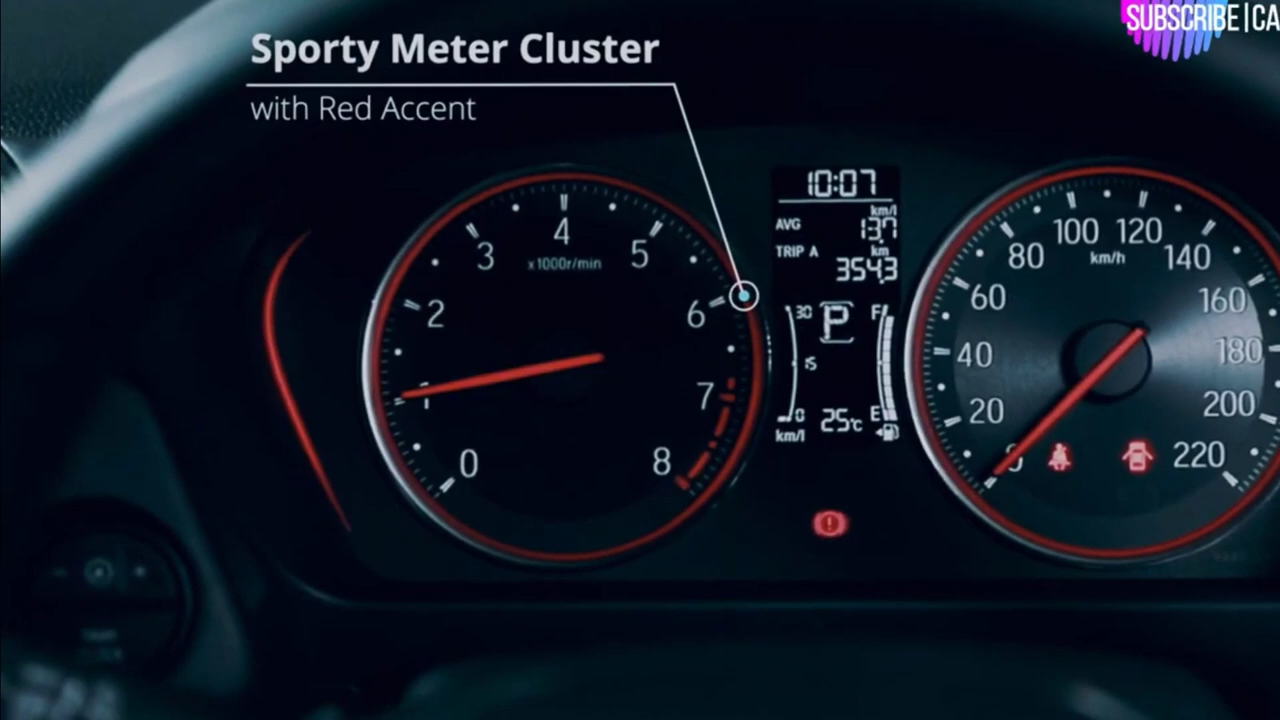 SUBSCRIBE|CA
Sporty Meter Cluster
with Red Accent
10:07
km/l
AVG 13.7
TRIP A km
354.3
0 1 2 3 4 5 6 7 8
x1000r/min
30 P F
15
0 25℃ E
km/l
0 20 40 60 80 100 120 140 160 180 200 220
km/h